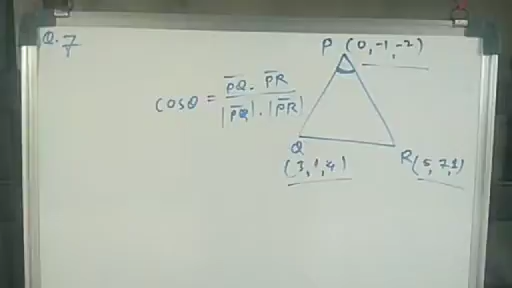 Q.7
P (0,-1,-2)
cosθ = PQ . PR / |PQ| . |PR|
Q
(3,1,4)
R(5,7,1)